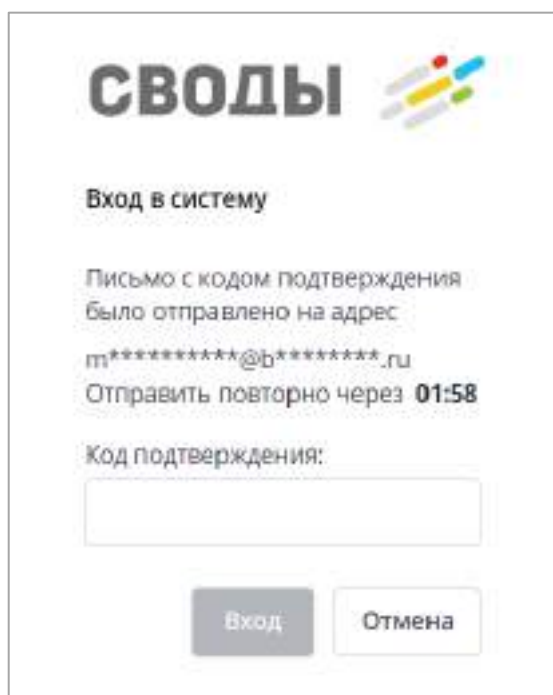 СВОДЫ
Вход в систему
Письмо с кодом подтверждения
было отправлено на адрес
m**********@b********.ru
Отправить повторно через 01:58
Код подтверждения:
Вход Отмена